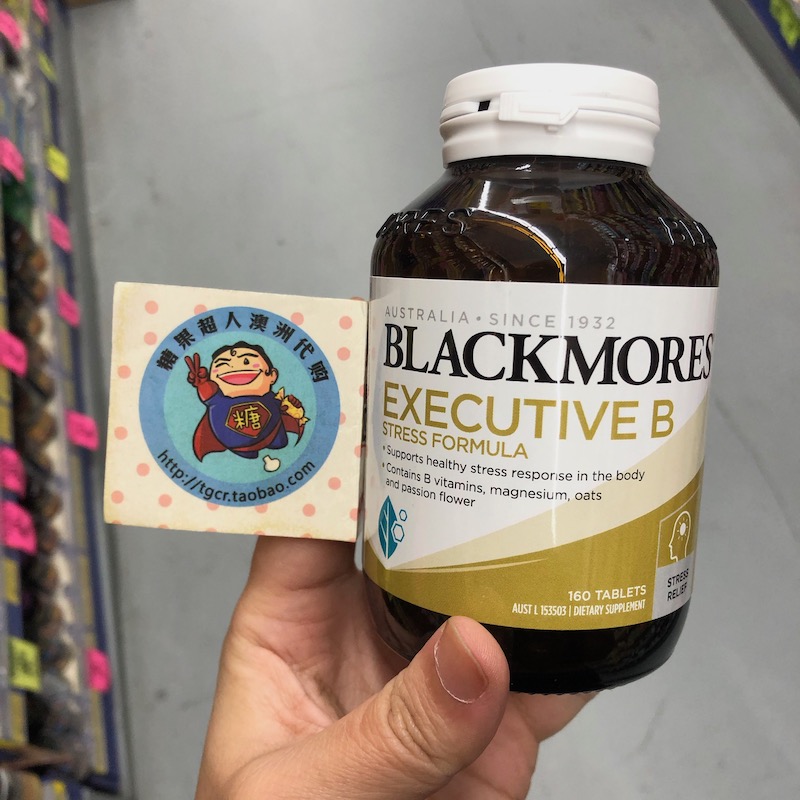 糖果超人澳洲代购
糖
http://tgcr.taobao.com
AUSTRALIA • SINCE 1932
BLACKMORES
EXECUTIVE B
STRESS FORMULA
• Supports healthy stress response in the body
• Contains B vitamins, magnesium, oats
and passion flower
STRESS
RELIEF
160 TABLETS
AUST L 153503 | DIETARY SUPPLEMENT